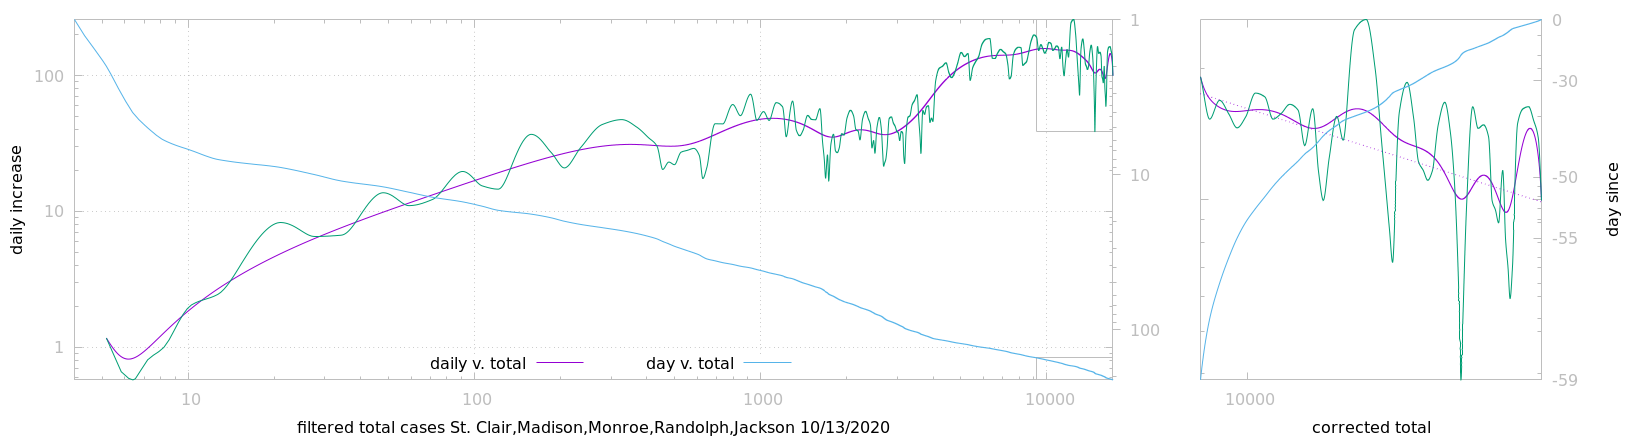 daily increase
100
10
1
10
100
1000
10000
1
10
100
daily v. total
day v. total
filtered total cases St. Clair,Madison,Monroe,Randolph,Jackson 10/13/2020
10000
0
-30
-50
-55
-59
day since
corrected total